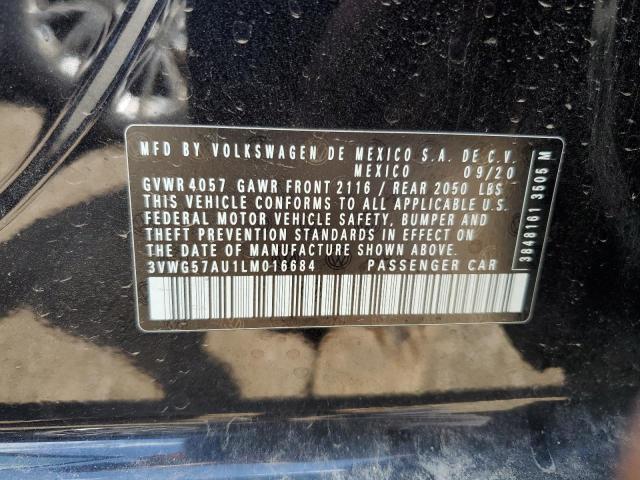 MFD BY VOLKSWAGEN DE MEXICO S.A. DE C.V.
MEXICO 09/20
GVWR 4057 GAWR FRONT 2116 / REAR 2050 LBS
THIS VEHICLE CONFORMS TO ALL APPLICABLE U.S.
FEDERAL MOTOR VEHICLE SAFETY, BUMPER AND
THEFT PREVENTION STANDARDS IN EFFECT ON
THE DATE OF MANUFACTURE SHOWN ABOVE.
3VWG57AU1LM016684 PASSENGER CAR
3848161 3505 M